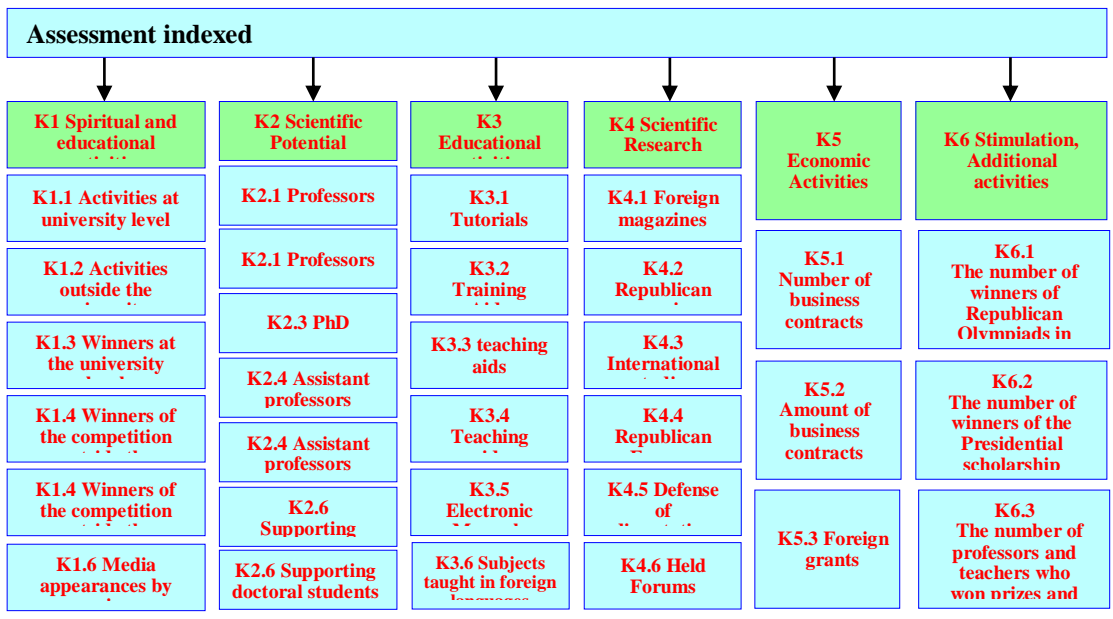 Assessment indexed
K1 Spiritual and
educational
K1.1 Activities at
university level
K1.2 Activities
outside the
K1.3 Winners at
the university
K1.4 Winners of
the competition
K1.4 Winners of
the competition
K1.6 Media
appearances by
K2 Scientific
Potential
K2.1 Professors
K2.1 Professors
K2.3 PhD
K2.4 Assistant
professors
K2.4 Assistant
professors
K2.6
Supporting
K2.6 Supporting
doctoral students
K3
Educational
K3.1
Tutorials
K3.2
Training
K3.3 teaching
aids
K3.4
Teaching
K3.5
Electronic
K3.6 Subjects
taught in foreign
languages
K4 Scientific
Research
K4.1 Foreign
magazines
K4.2
Republican
K4.3
International
K4.4
Republican
K4.5 Defense
of
K4.6 Held
Forums
K5
Economic
Activities
K5.1
Number of
business
contracts
K5.2
Amount of
business
contracts
K5.3 Foreign
grants
K6 Stimulation,
Additional
activities
K6.1
The number of
winners of
Republican
Olympiads in
K6.2
The number of
winners of the
Presidential
scholarship
K6.3
The number of
professors and
teachers who
won prizes and